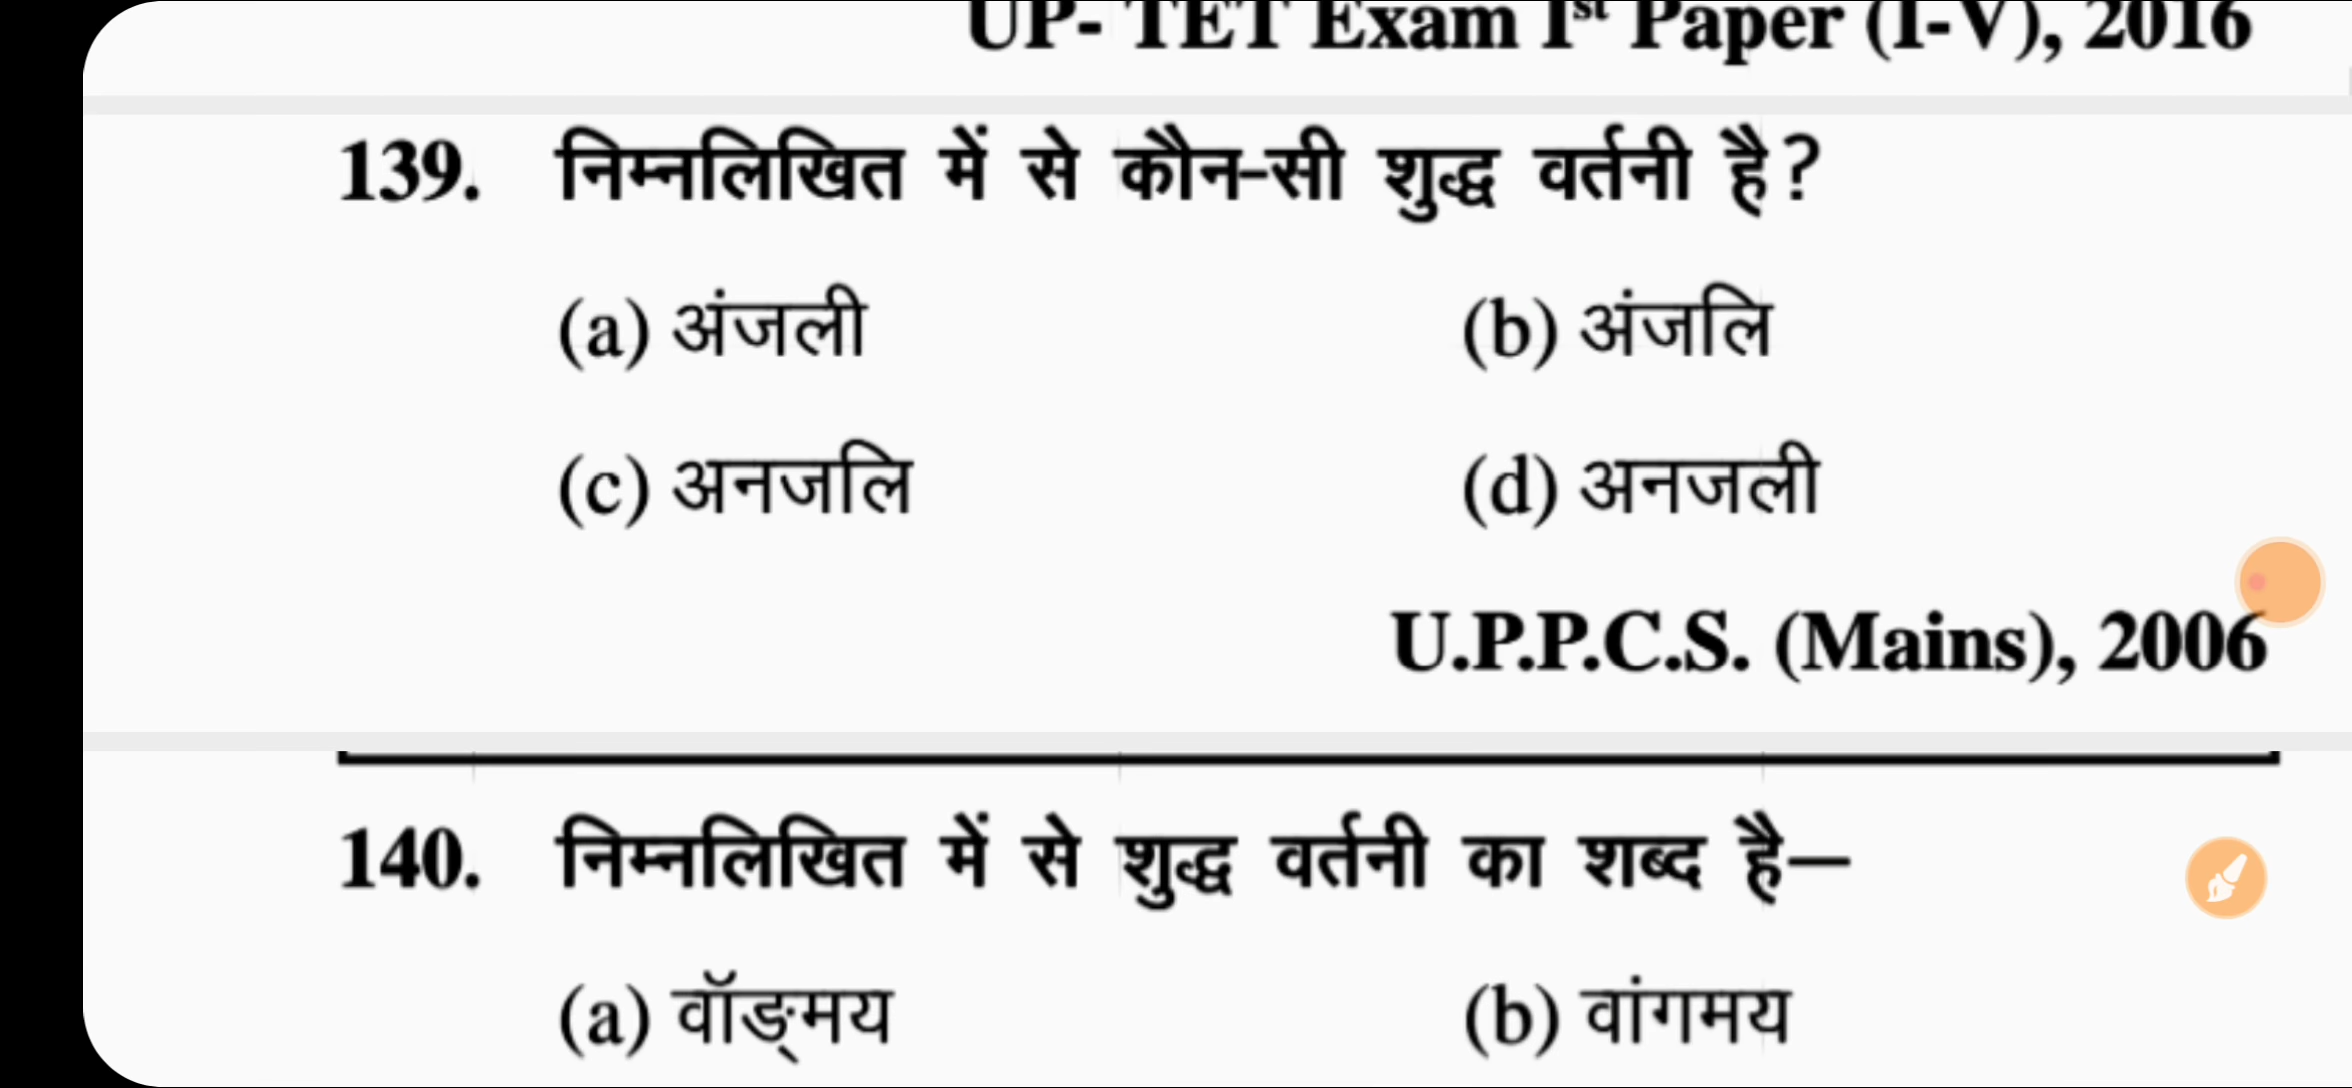 UP- TET Exam Ist Paper (I-V), 2016
139. निम्नलिखित में से कौन-सी शुद्ध वर्तनी है?
(a) अंजली (b) अंजलि
(c) अनजलि (d) अनजली
U.P.P.C.S. (Mains), 2006
140. निम्नलिखित में से शुद्ध वर्तनी का शब्द है—
(a) वॉङ्मय (b) वांगमय